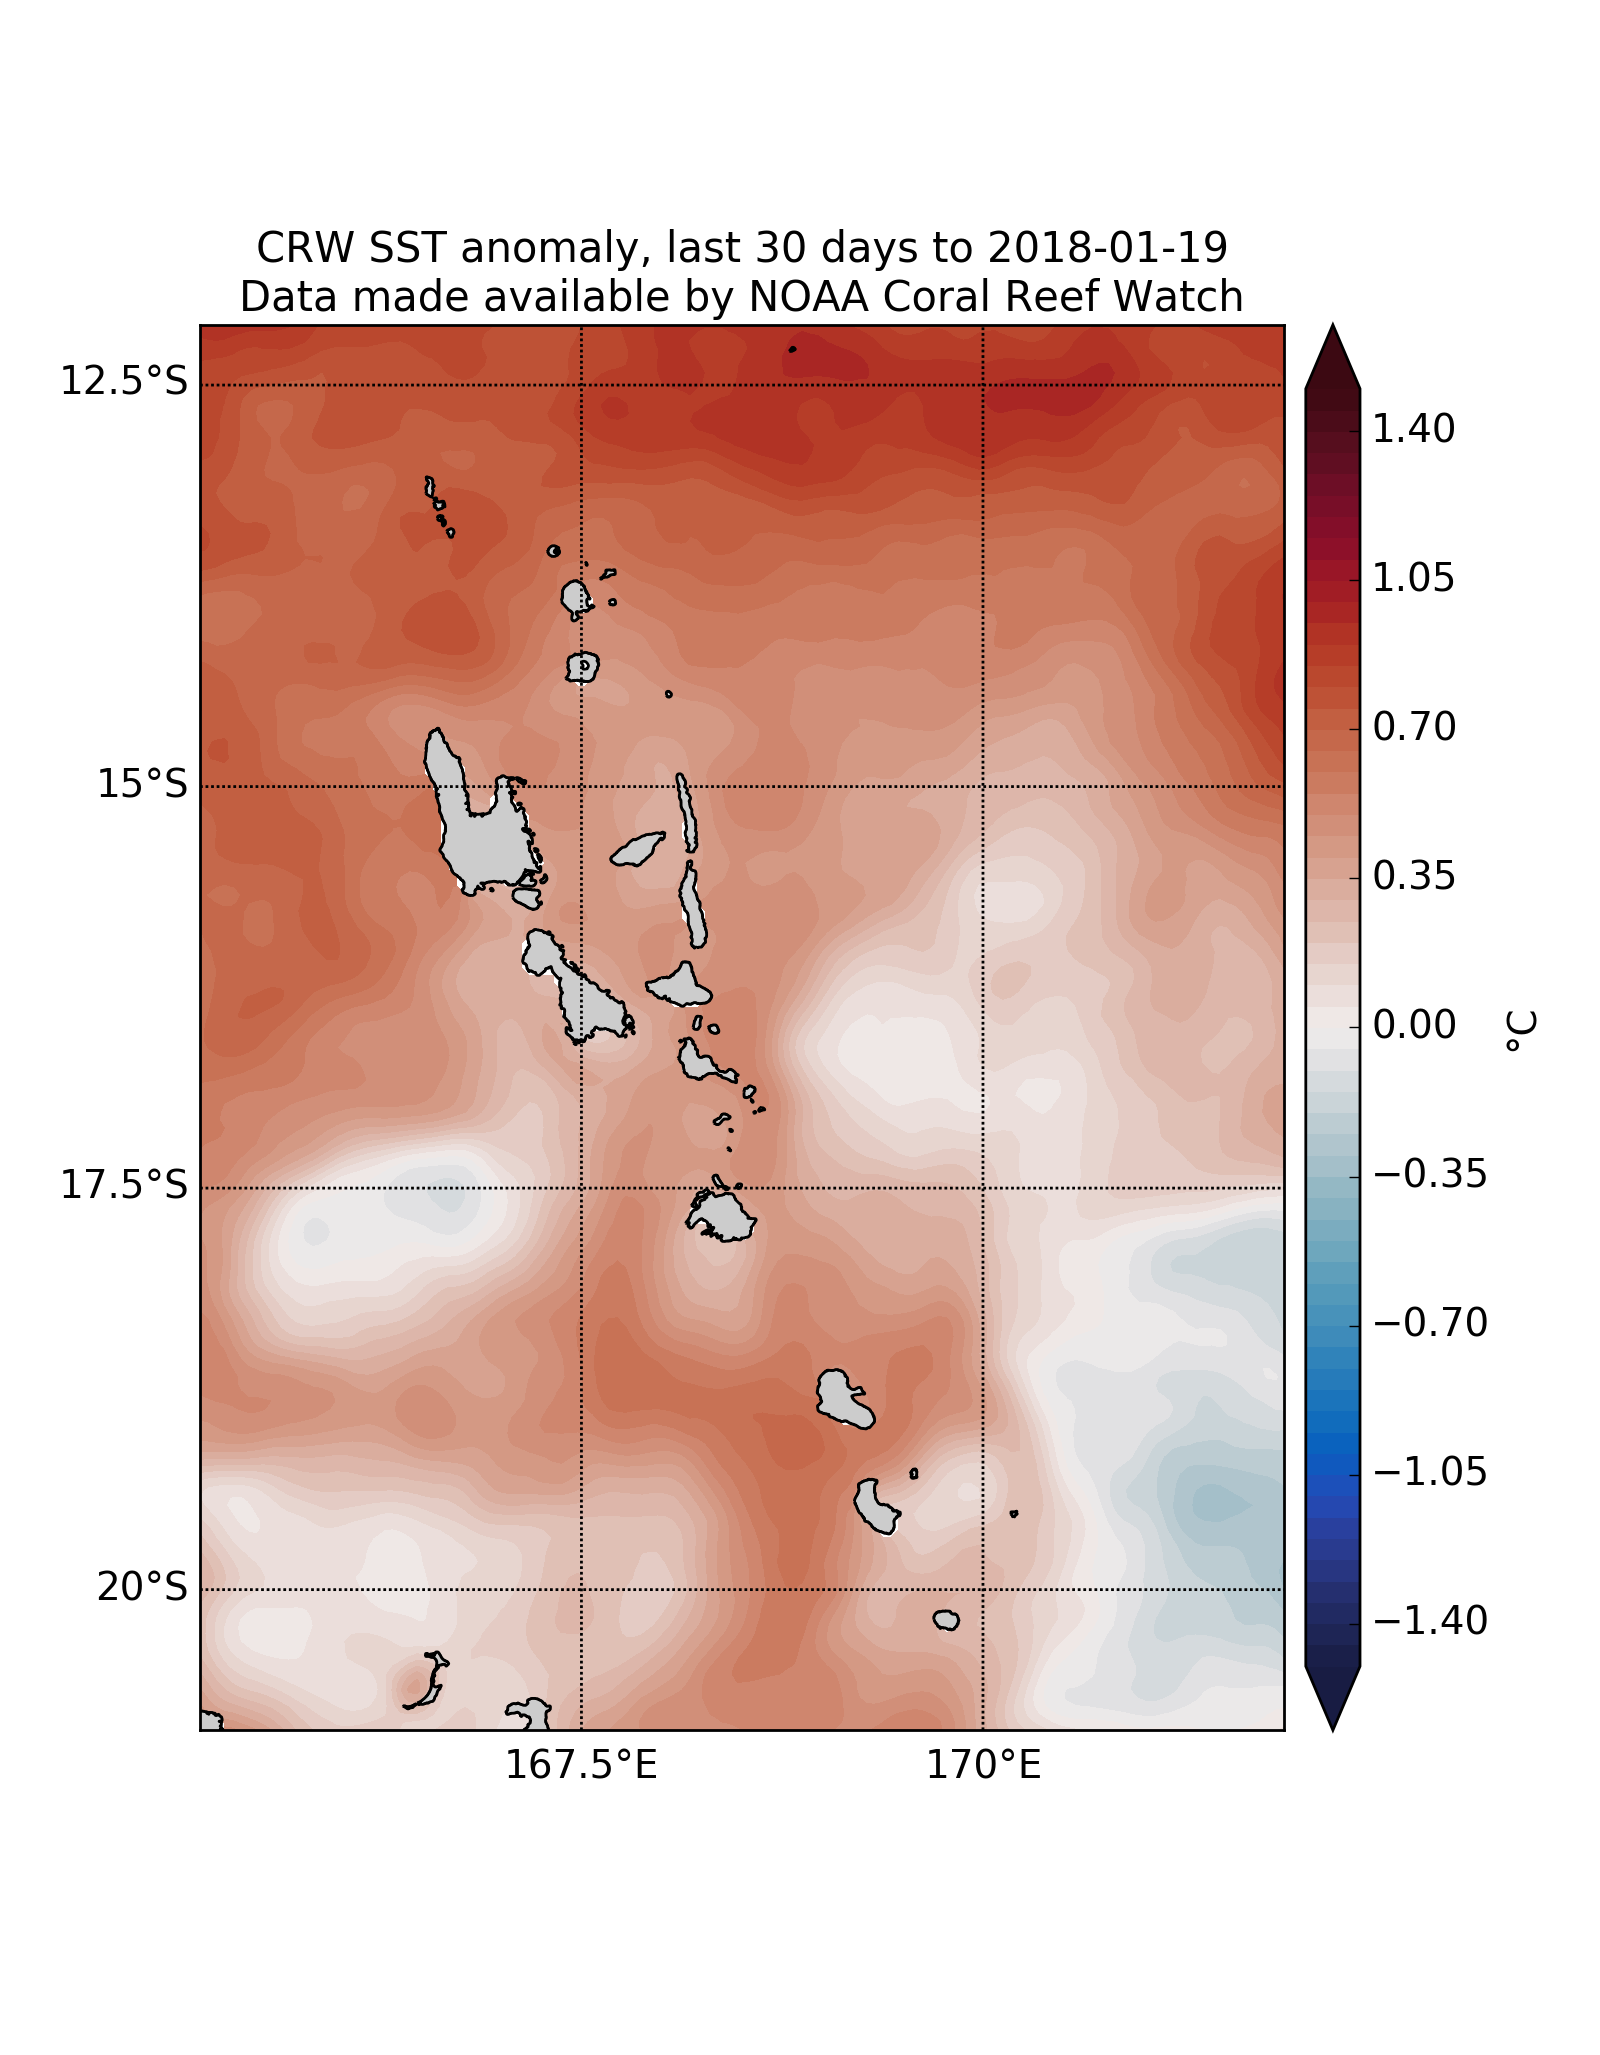 CRW SST anomaly, last 30 days to 2018-01-19
Data made available by NOAA Coral Reef Watch
12.5°S
15°S
17.5°S
20°S
167.5°E
170°E
1.40
1.05
0.70
0.35
0.00
−0.35
−0.70
−1.05
−1.40
°C